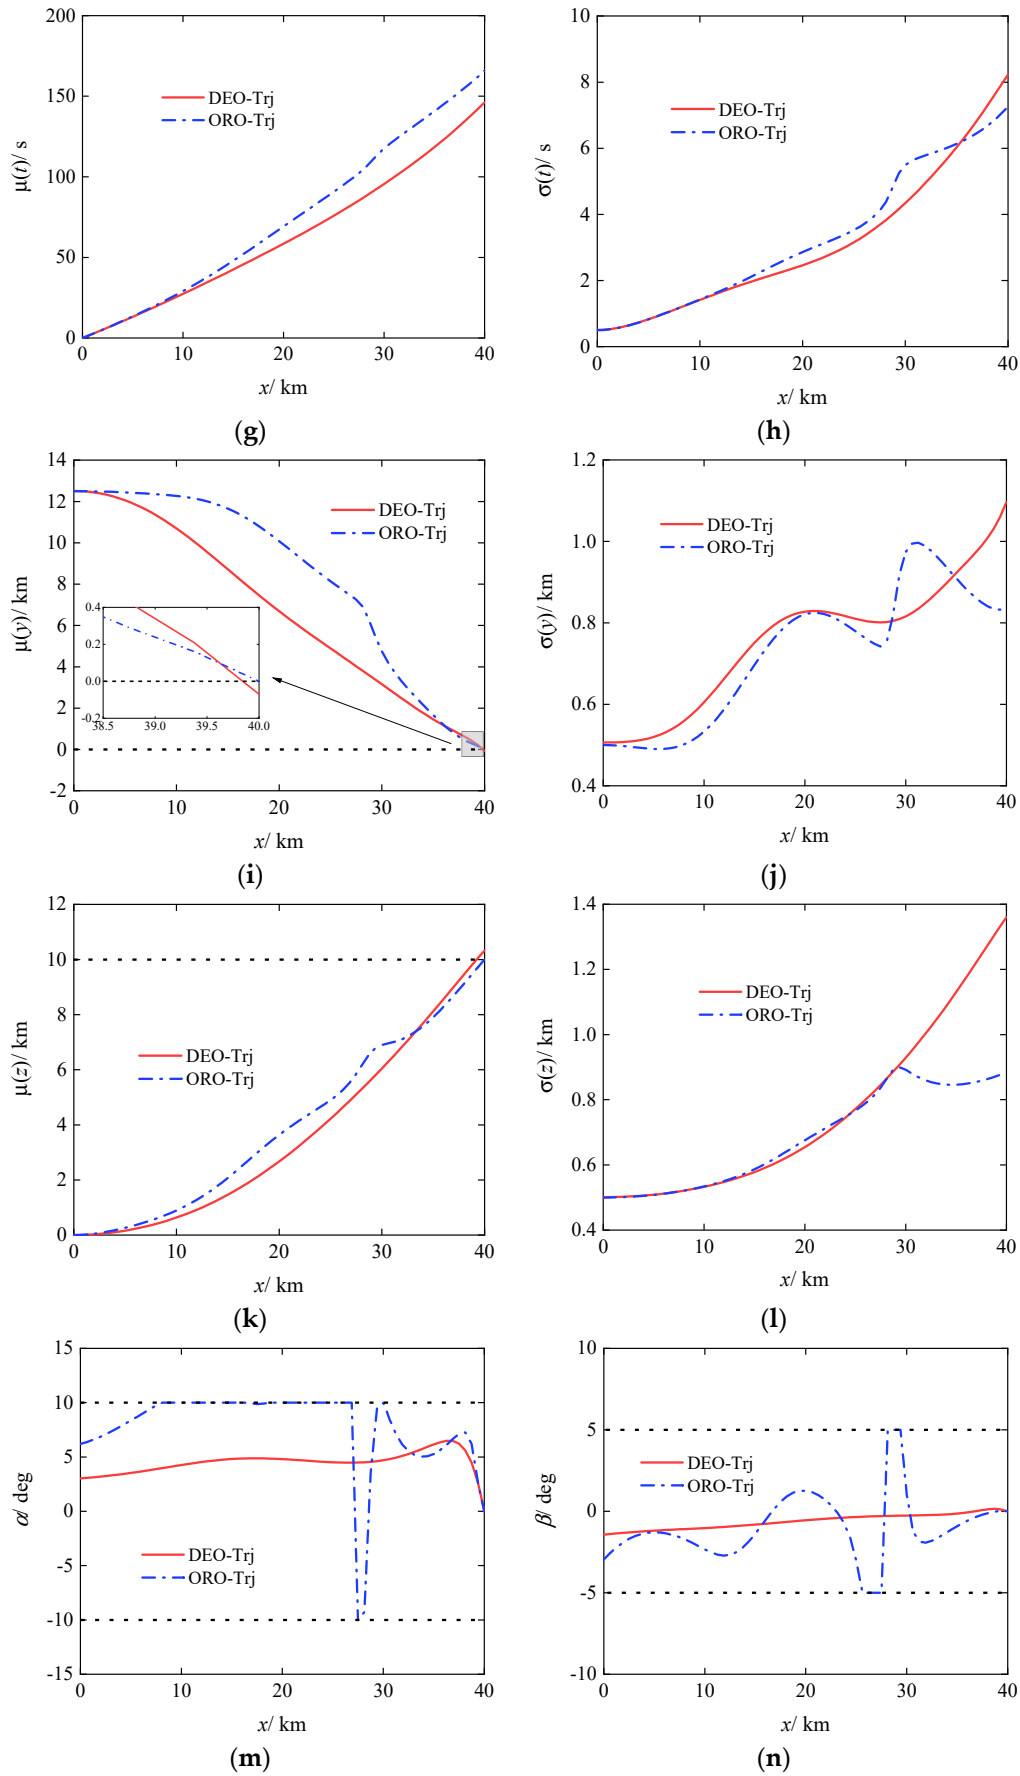 200
150
100
50
0
0 10 20 30 40
μ(t)/ s
DEO-Trj
ORO-Trj
x/ km
(g)
10
8
6
4
2
0
0 10 20 30 40
σ(t)/ s
DEO-Trj
ORO-Trj
x/ km
(h)
14
12
10
8
6
4
2
0
-2
0 10 20 30 40
μ(y)/ km
DEO-Trj
ORO-Trj
0.4
0.2
0.0
-0.2
38.5 39.0 39.5 40.0
x/ km
(i)
1.2
1.0
0.8
0.6
0.4
0 10 20 30 40
σ(y)/ km
DEO-Trj
ORO-Trj
x/ km
(j)
12
10
8
6
4
2
0
0 10 20 30 40
μ(z)/ km
DEO-Trj
ORO-Trj
x/ km
(k)
1.4
1.2
1.0
0.8
0.6
0.4
0 10 20 30 40
σ(z)/ km
DEO-Trj
ORO-Trj
x/ km
(l)
15
10
5
0
-5
-10
-15
0 10 20 30 40
α/ deg
DEO-Trj
ORO-Trj
x/ km
(m)
10
5
0
-5
-10
0 10 20 30 40
β/ deg
DEO-Trj
ORO-Trj
x/ km
(n)